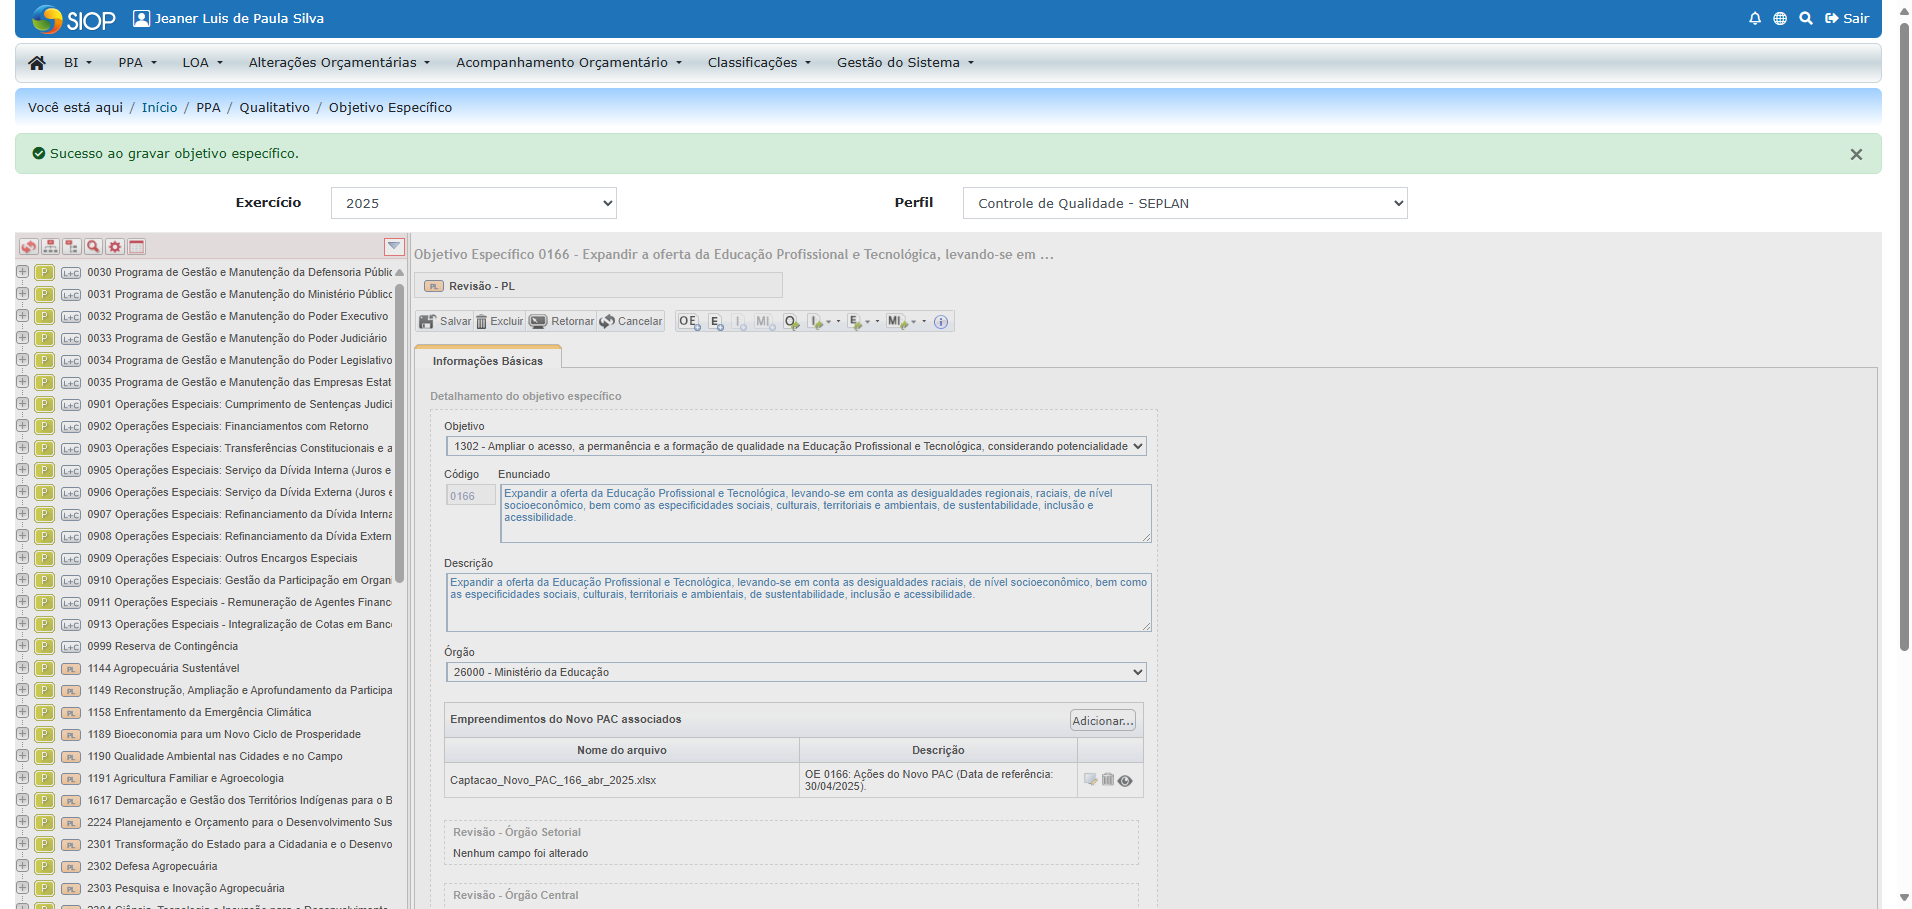 SIOP Jeaner Luis de Paula Silva Sair
BI PPA LOA Alterações Orçamentárias Acompanhamento Orçamentário Classificações Gestão do Sistema
Você está aqui / Início / PPA / Qualitativo / Objetivo Específico
Sucesso ao gravar objetivo específico. ×
Exercício 2025 Perfil Controle de Qualidade - SEPLAN
P L+C 0030 Programa de Gestão e Manutenção da Defensoria Públic
P L+C 0031 Programa de Gestão e Manutenção do Ministério Público
P L+C 0032 Programa de Gestão e Manutenção do Poder Executivo
P L+C 0033 Programa de Gestão e Manutenção do Poder Judiciário
P L+C 0034 Programa de Gestão e Manutenção do Poder Legislativo
P L+C 0035 Programa de Gestão e Manutenção das Empresas Estat
P L+C 0901 Operações Especiais: Cumprimento de Sentenças Judici
P L+C 0902 Operações Especiais: Financiamentos com Retorno
P L+C 0903 Operações Especiais: Transferências Constitucionais e a
P L+C 0905 Operações Especiais: Serviço da Dívida Interna (Juros e
P L+C 0906 Operações Especiais: Serviço da Dívida Externa (Juros e
P L+C 0907 Operações Especiais: Refinanciamento da Dívida Interna
P L+C 0908 Operações Especiais: Refinanciamento da Dívida Extern
P L+C 0909 Operações Especiais: Outros Encargos Especiais
P L+C 0910 Operações Especiais: Gestão da Participação em Organ
P L+C 0911 Operações Especiais - Remuneração de Agentes Financ
P L+C 0913 Operações Especiais - Integralização de Cotas em Banc
P L+C 0999 Reserva de Contingência
P PL 1144 Agropecuária Sustentável
P PL 1149 Reconstrução, Ampliação e Aprofundamento da Participa
P PL 1158 Enfrentamento da Emergência Climática
P PL 1189 Bioeconomia para um Novo Ciclo de Prosperidade
P PL 1190 Qualidade Ambiental nas Cidades e no Campo
P PL 1191 Agricultura Familiar e Agroecologia
P PL 1617 Demarcação e Gestão dos Territórios Indígenas para o B
P PL 2224 Planejamento e Orçamento para o Desenvolvimento Sus
P PL 2301 Transformação do Estado para a Cidadania e o Desenvo
P PL 2302 Defesa Agropecuária
P PL 2303 Pesquisa e Inovação Agropecuária
Objetivo Específico 0166 - Expandir a oferta da Educação Profissional e Tecnológica, levando-se em ...
PL Revisão - PL
Salvar Excluir Retornar Cancelar OE E I MI O I E MI
Informações Básicas
Detalhamento do objetivo específico
Objetivo
1302 - Ampliar o acesso, a permanência e a formação de qualidade na Educação Profissional e Tecnológica, considerando potencialidade
Código Enunciado
0166
Expandir a oferta da Educação Profissional e Tecnológica, levando-se em conta as desigualdades regionais, raciais, de nível
socioeconômico, bem como as especificidades sociais, culturais, territoriais e ambientais, de sustentabilidade, inclusão e
acessibilidade.
Descrição
Expandir a oferta da Educação Profissional e Tecnológica, levando-se em conta as desigualdades raciais, de nível socioeconômico, bem como
as especificidades sociais, culturais, territoriais e ambientais, de sustentabilidade, inclusão e acessibilidade.
Órgão
26000 - Ministério da Educação
Empreendimentos do Novo PAC associados Adicionar...
Nome do arquivo Descrição
Captacao_Novo_PAC_166_abr_2025.xlsx
OE 0166: Ações do Novo PAC (Data de referência:
30/04/2025).
Revisão - Órgão Setorial
Nenhum campo foi alterado
Revisão - Órgão Central